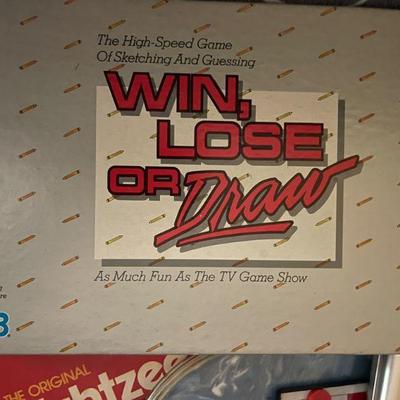 The High-Speed Game
Of Sketching And Guessing
WIN,
LOSE
OR Draw
As Much Fun As The TV Game Show
THE ORIGINAL